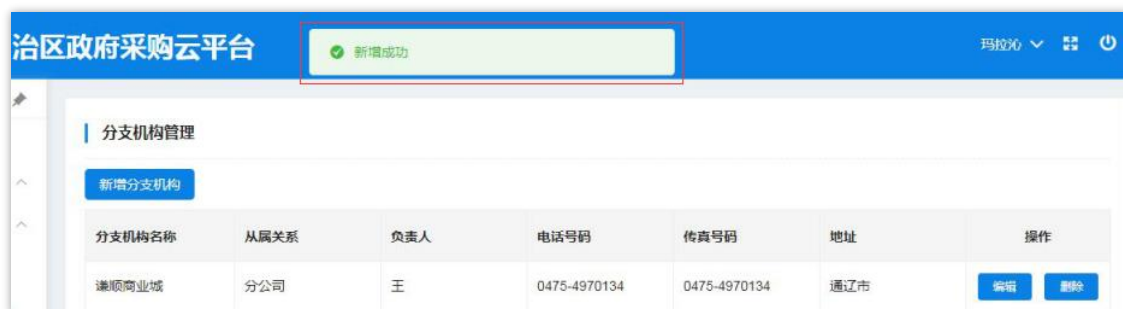 治区政府采购云平台
新增成功
玛拉沁
分支机构管理
新增分支机构
分支机构名称 从属关系 负责人 电话号码 传真号码 地址 操作
谦顺商业城 分公司 王 0475-4970134 0475-4970134 通辽市 编辑 删除